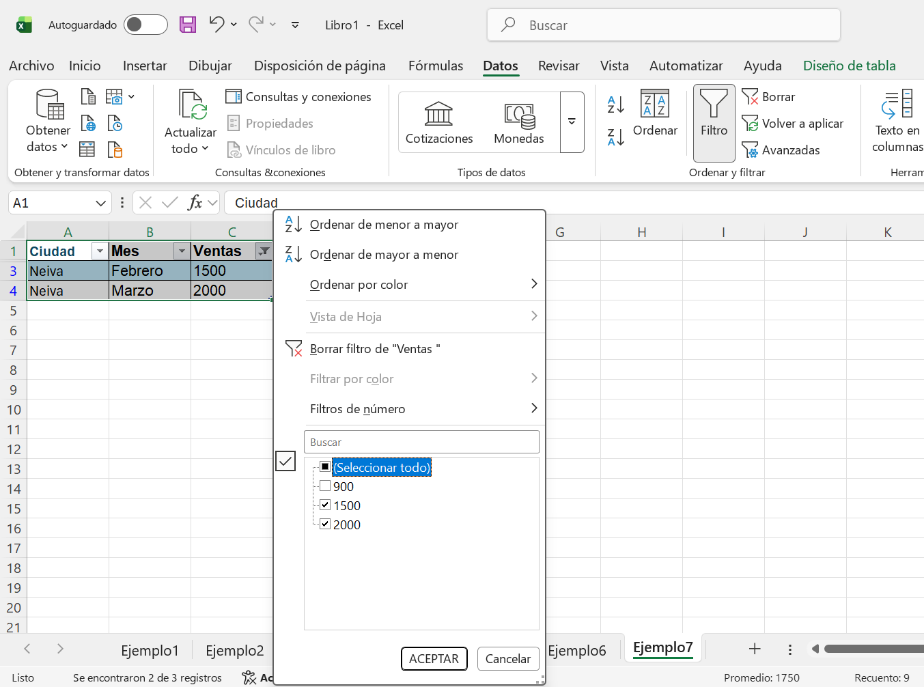 Autoguardado
Libro1 - Excel
Buscar
Archivo Inicio Insertar Dibujar Disposición de página Fórmulas Datos Revisar Vista Automatizar Ayuda Diseño de tabla
Obtener datos
Actualizar todo
Consultas y conexiones
Propiedades
Vínculos de libro
Cotizaciones
Monedas
Ordenar
Filtro
Borrar
Volver a aplicar
Avanzadas
Texto en
columnas
Obtener y transformar datos
Consultas &conexiones
Tipos de datos
Ordenar y filtrar
Herram
A1
fx
Ciudad
A B C G H I J K
1 Ciudad Mes Ventas
3 Neiva Febrero 1500
4 Neiva Marzo 2000
5
6
7
8
9
10
11
12
13
14
15
16
17
18
19
20
21
Ordenar de menor a mayor
Ordenar de mayor a menor
Ordenar por color
Vista de Hoja
Borrar filtro de "Ventas "
Filtrar por color
Filtros de número
Buscar
(Seleccionar todo)
900
1500
2000
ACEPTAR
Cancelar
Ejemplo1 Ejemplo2 Ejemplo6 Ejemplo7
Listo
Se encontraron 2 de 3 registros
Ac
Promedio: 1750
Recuento: 9